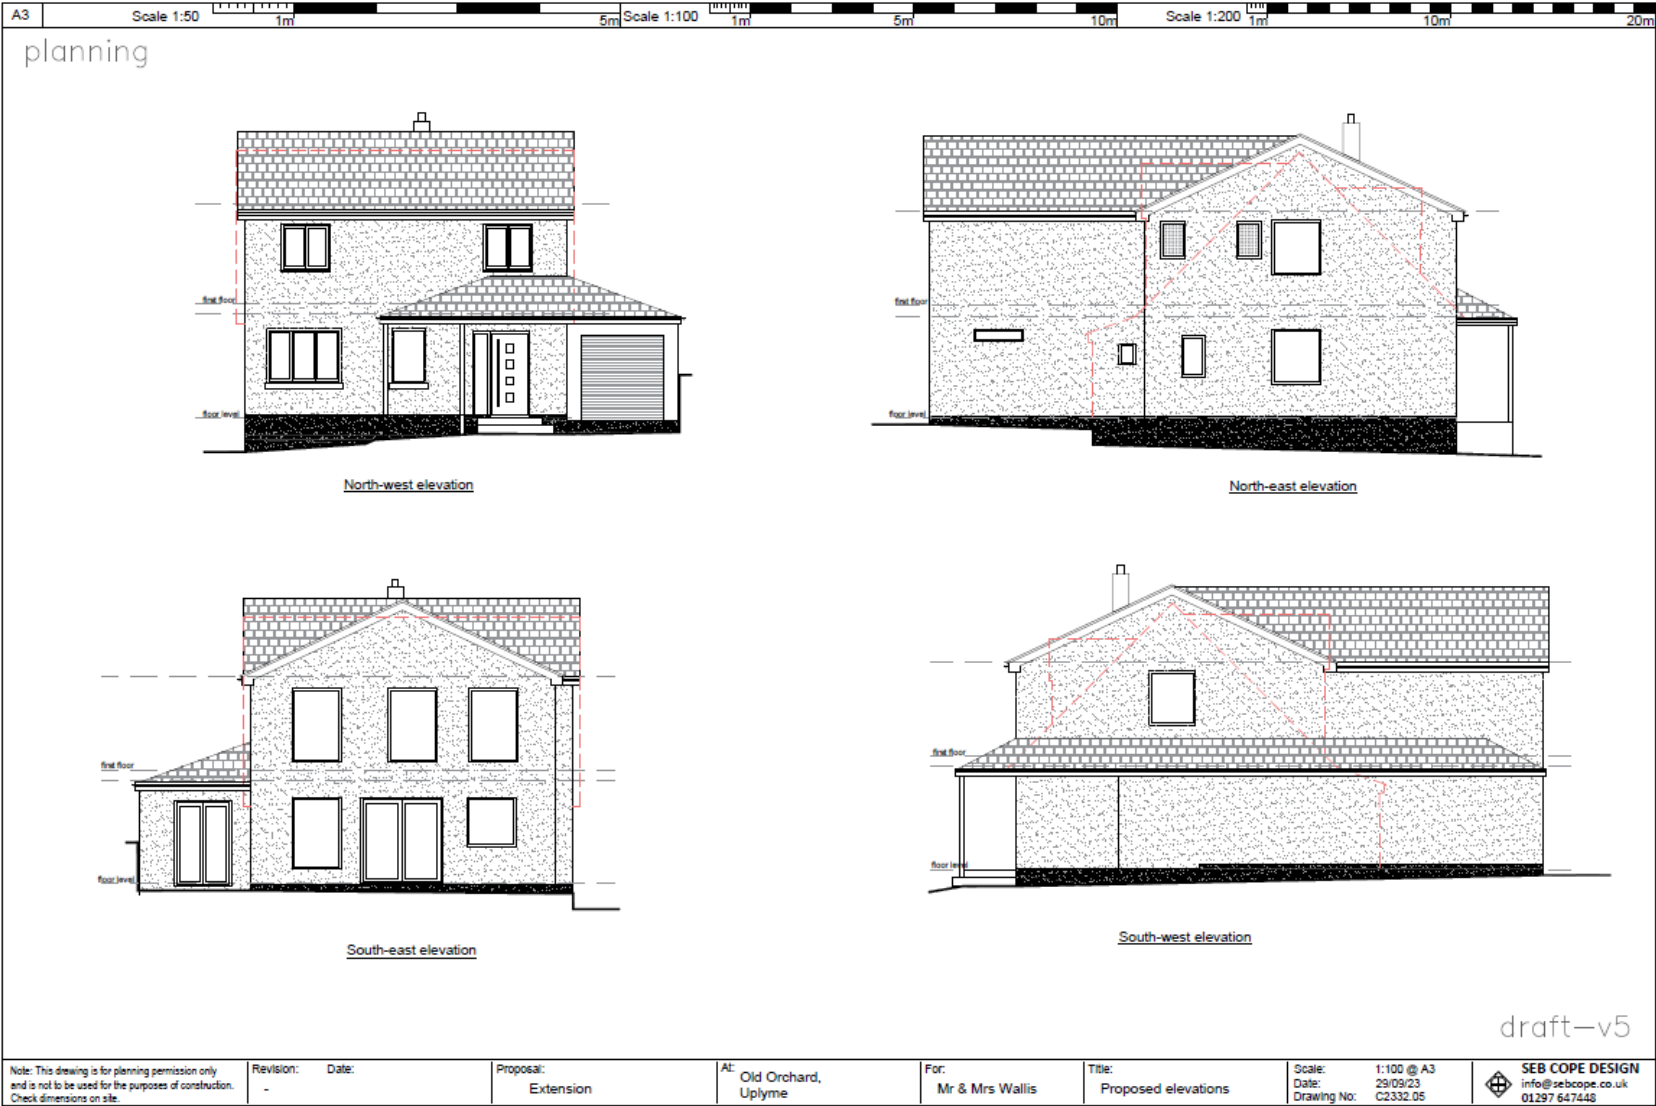 A3
Scale 1:50
1m
5m
Scale 1:100
1m
5m
10m
Scale 1:200
1m
10m
20m
planning
first floor
floor level
North-west elevation
first floor
floor level
North-east elevation
first floor
floor level
South-east elevation
first floor
floor level
South-west elevation
draft-v5
Note: This drawing is for planning permission only
and is not to be used for the purposes of construction.
Check dimensions on site.
Revision: Date:
-
Proposal:
Extension
At:
Old Orchard,
Uplyme
For:
Mr & Mrs Wallis
Title:
Proposed elevations
Scale: 1:100 @ A3
Date: 29/09/23
Drawing No: C2332.05
SEB COPE DESIGN
info@sebcope.co.uk
01297 647448